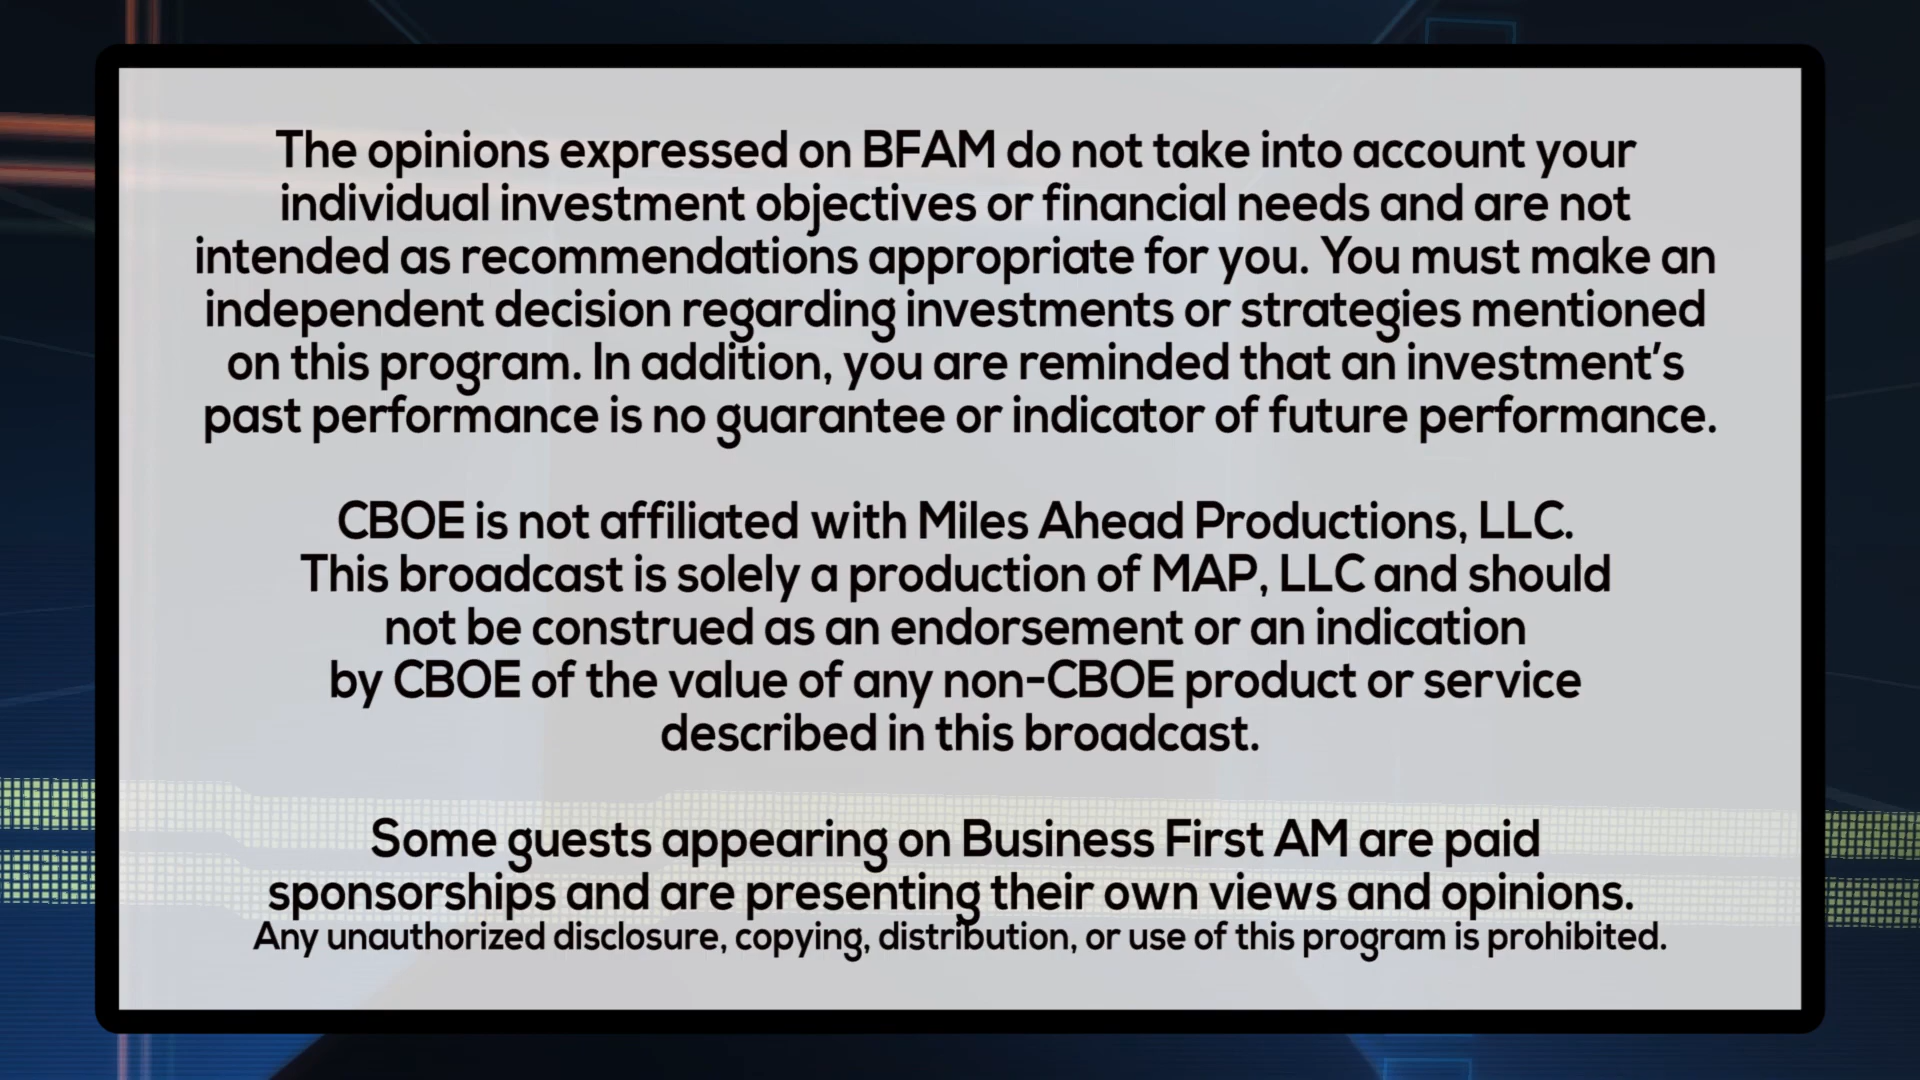 The opinions expressed on BFAM do not take into account your
individual investment objectives or financial needs and are not
intended as recommendations appropriate for you. You must make an
independent decision regarding investments or strategies mentioned
on this program. In addition, you are reminded that an investment’s
past performance is no guarantee or indicator of future performance.
CBOE is not affiliated with Miles Ahead Productions, LLC.
This broadcast is solely a production of MAP, LLC and should
not be construed as an endorsement or an indication
by CBOE of the value of any non-CBOE product or service
described in this broadcast.
Some guests appearing on Business First AM are paid
sponsorships and are presenting their own views and opinions.
Any unauthorized disclosure, copying, distribution, or use of this program is prohibited.